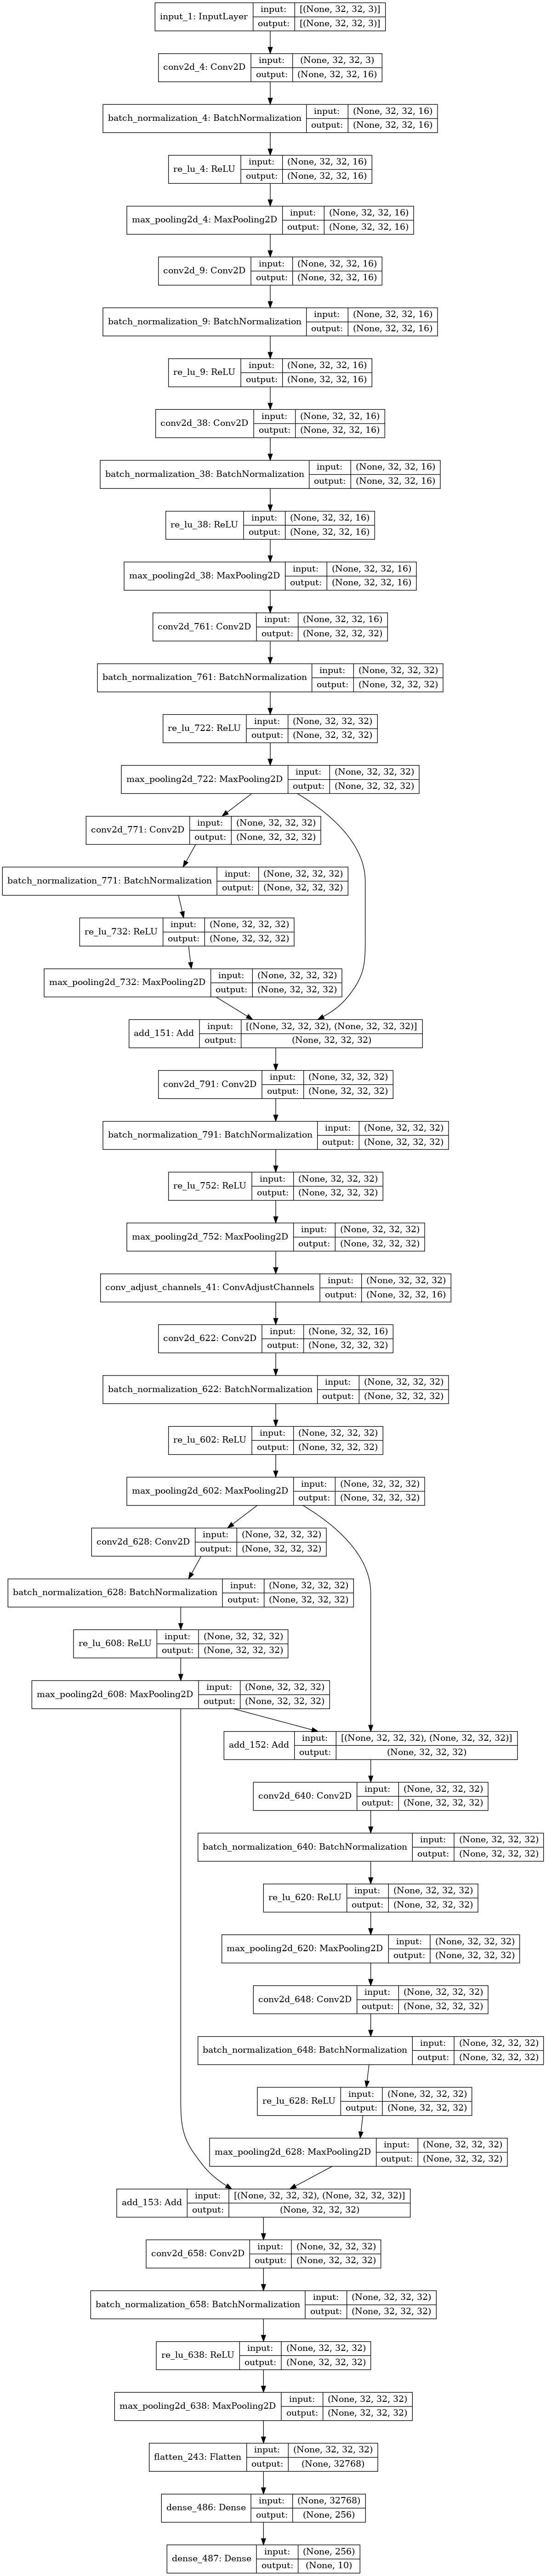 input_1: InputLayer
input: [(None, 32, 32, 3)]
output: [(None, 32, 32, 3)]
conv2d_4: Conv2D
input: (None, 32, 32, 3)
output: (None, 32, 32, 16)
batch_normalization_4: BatchNormalization
input: (None, 32, 32, 16)
output: (None, 32, 32, 16)
re_lu_4: ReLU
input: (None, 32, 32, 16)
output: (None, 32, 32, 16)
max_pooling2d_4: MaxPooling2D
input: (None, 32, 32, 16)
output: (None, 32, 32, 16)
conv2d_9: Conv2D
input: (None, 32, 32, 16)
output: (None, 32, 32, 16)
batch_normalization_9: BatchNormalization
input: (None, 32, 32, 16)
output: (None, 32, 32, 16)
re_lu_9: ReLU
input: (None, 32, 32, 16)
output: (None, 32, 32, 16)
conv2d_38: Conv2D
input: (None, 32, 32, 16)
output: (None, 32, 32, 16)
batch_normalization_38: BatchNormalization
input: (None, 32, 32, 16)
output: (None, 32, 32, 16)
re_lu_38: ReLU
input: (None, 32, 32, 16)
output: (None, 32, 32, 16)
max_pooling2d_38: MaxPooling2D
input: (None, 32, 32, 16)
output: (None, 32, 32, 16)
conv2d_761: Conv2D
input: (None, 32, 32, 16)
output: (None, 32, 32, 32)
batch_normalization_761: BatchNormalization
input: (None, 32, 32, 32)
output: (None, 32, 32, 32)
re_lu_722: ReLU
input: (None, 32, 32, 32)
output: (None, 32, 32, 32)
max_pooling2d_722: MaxPooling2D
input: (None, 32, 32, 32)
output: (None, 32, 32, 32)
conv2d_771: Conv2D
input: (None, 32, 32, 32)
output: (None, 32, 32, 32)
batch_normalization_771: BatchNormalization
input: (None, 32, 32, 32)
output: (None, 32, 32, 32)
re_lu_732: ReLU
input: (None, 32, 32, 32)
output: (None, 32, 32, 32)
max_pooling2d_732: MaxPooling2D
input: (None, 32, 32, 32)
output: (None, 32, 32, 32)
add_151: Add
input: [(None, 32, 32, 32), (None, 32, 32, 32)]
output: (None, 32, 32, 32)
conv2d_791: Conv2D
input: (None, 32, 32, 32)
output: (None, 32, 32, 32)
batch_normalization_791: BatchNormalization
input: (None, 32, 32, 32)
output: (None, 32, 32, 32)
re_lu_752: ReLU
input: (None, 32, 32, 32)
output: (None, 32, 32, 32)
max_pooling2d_752: MaxPooling2D
input: (None, 32, 32, 32)
output: (None, 32, 32, 32)
conv_adjust_channels_41: ConvAdjustChannels
input: (None, 32, 32, 32)
output: (None, 32, 32, 16)
conv2d_622: Conv2D
input: (None, 32, 32, 16)
output: (None, 32, 32, 32)
batch_normalization_622: BatchNormalization
input: (None, 32, 32, 32)
output: (None, 32, 32, 32)
re_lu_602: ReLU
input: (None, 32, 32, 32)
output: (None, 32, 32, 32)
max_pooling2d_602: MaxPooling2D
input: (None, 32, 32, 32)
output: (None, 32, 32, 32)
conv2d_628: Conv2D
input: (None, 32, 32, 32)
output: (None, 32, 32, 32)
batch_normalization_628: BatchNormalization
input: (None, 32, 32, 32)
output: (None, 32, 32, 32)
re_lu_608: ReLU
input: (None, 32, 32, 32)
output: (None, 32, 32, 32)
max_pooling2d_608: MaxPooling2D
input: (None, 32, 32, 32)
output: (None, 32, 32, 32)
add_152: Add
input: [(None, 32, 32, 32), (None, 32, 32, 32)]
output: (None, 32, 32, 32)
conv2d_640: Conv2D
input: (None, 32, 32, 32)
output: (None, 32, 32, 32)
batch_normalization_640: BatchNormalization
input: (None, 32, 32, 32)
output: (None, 32, 32, 32)
re_lu_620: ReLU
input: (None, 32, 32, 32)
output: (None, 32, 32, 32)
max_pooling2d_620: MaxPooling2D
input: (None, 32, 32, 32)
output: (None, 32, 32, 32)
conv2d_648: Conv2D
input: (None, 32, 32, 32)
output: (None, 32, 32, 32)
batch_normalization_648: BatchNormalization
input: (None, 32, 32, 32)
output: (None, 32, 32, 32)
re_lu_628: ReLU
input: (None, 32, 32, 32)
output: (None, 32, 32, 32)
max_pooling2d_628: MaxPooling2D
input: (None, 32, 32, 32)
output: (None, 32, 32, 32)
add_153: Add
input: [(None, 32, 32, 32), (None, 32, 32, 32)]
output: (None, 32, 32, 32)
conv2d_658: Conv2D
input: (None, 32, 32, 32)
output: (None, 32, 32, 32)
batch_normalization_658: BatchNormalization
input: (None, 32, 32, 32)
output: (None, 32, 32, 32)
re_lu_638: ReLU
input: (None, 32, 32, 32)
output: (None, 32, 32, 32)
max_pooling2d_638: MaxPooling2D
input: (None, 32, 32, 32)
output: (None, 32, 32, 32)
flatten_243: Flatten
input: (None, 32, 32, 32)
output: (None, 32768)
dense_486: Dense
input: (None, 32768)
output: (None, 256)
dense_487: Dense
input: (None, 256)
output: (None, 10)